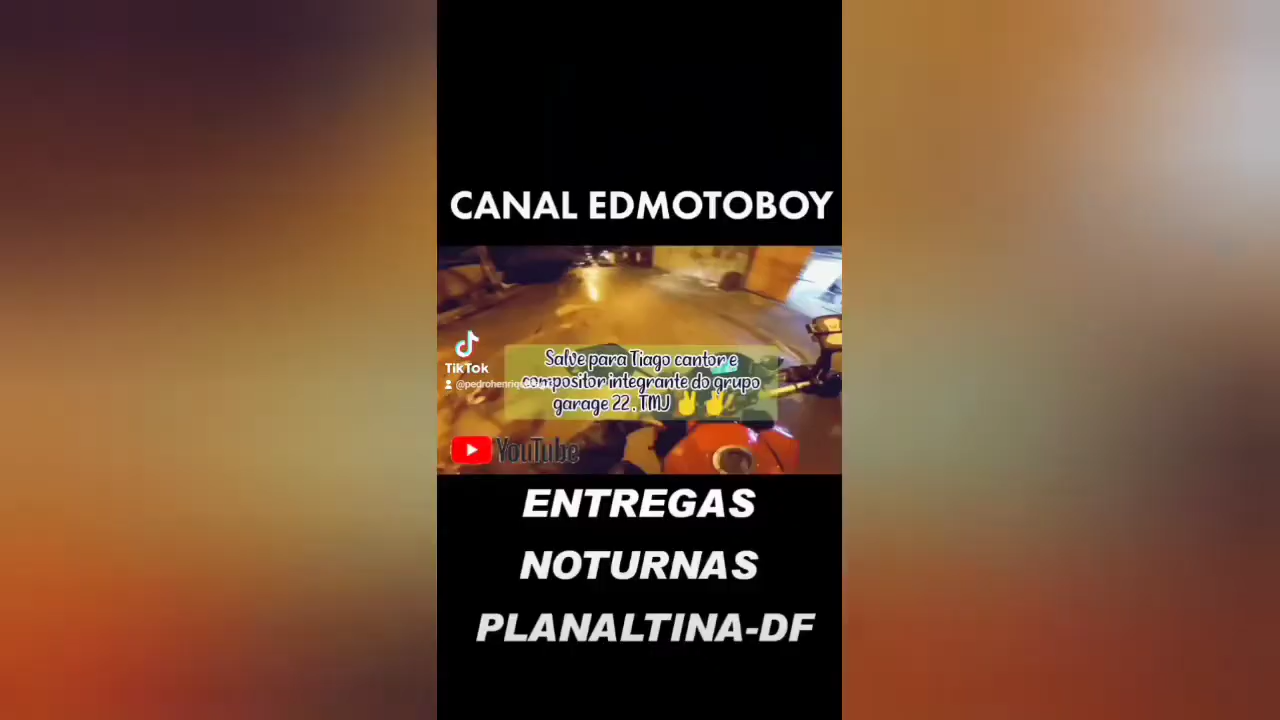 CANAL EDMOTOBOY
Salve para Tiago cantor e
compositor integrante do grupo
garage 22 . TMJ ✌️ ✌️
TikTok
YouTube
ENTREGAS
NOTURNAS
PLANALTINA-DF